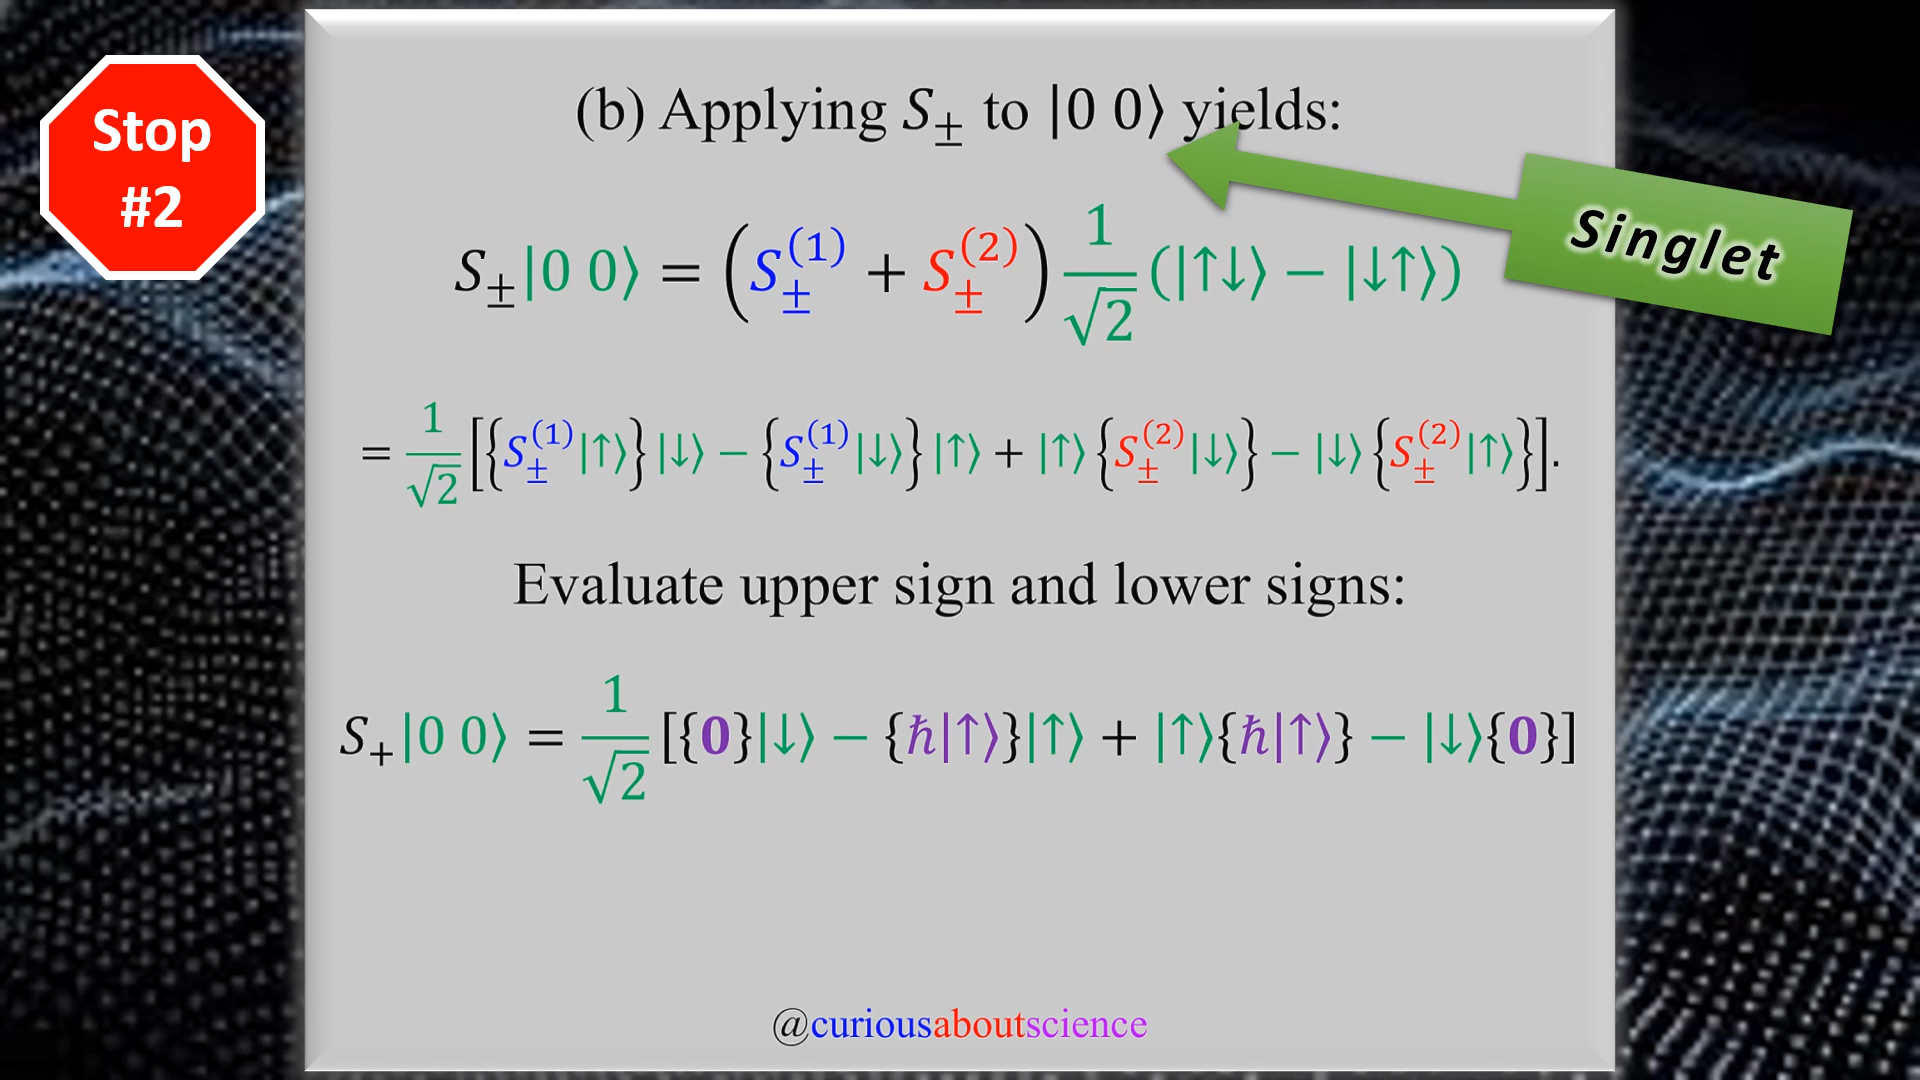 Stop
#2
(b) Applying S± to |0 0⟩ yields:
Singlet
S±|0 0⟩ = (S±⁽¹⁾ + S±⁽²⁾) 1/√2 (|↑↓⟩ − |↓↑⟩)
= 1/√2 [{S±⁽¹⁾|↑⟩}|↓⟩ − {S±⁽¹⁾|↓⟩}|↑⟩ + |↑⟩{S±⁽²⁾|↓⟩} − |↓⟩{S±⁽²⁾|↑⟩}].
Evaluate upper sign and lower signs:
S₊|0 0⟩ = 1/√2 [{0}|↓⟩ − {ℏ|↑⟩}|↑⟩ + |↑⟩{ℏ|↑⟩} − |↓⟩{0}]
@curiousaboutscience